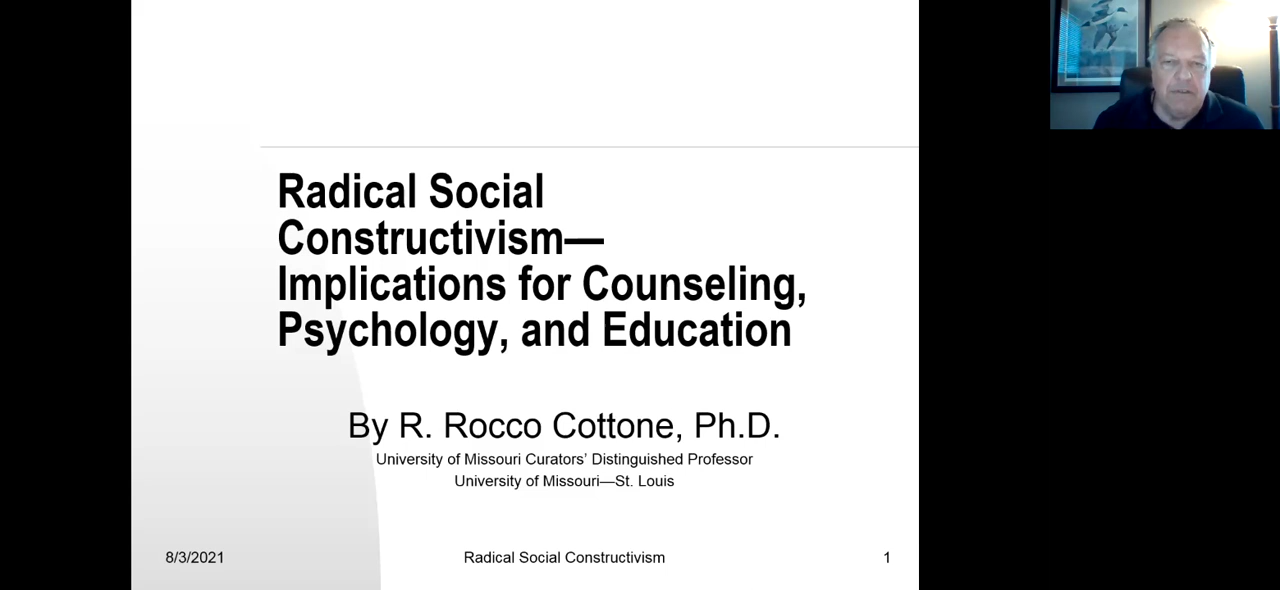 Radical Social
Constructivism—
Implications for Counseling,
Psychology, and Education
By R. Rocco Cottone, Ph.D.
University of Missouri Curators’ Distinguished Professor
University of Missouri—St. Louis
8/3/2021
Radical Social Constructivism
1